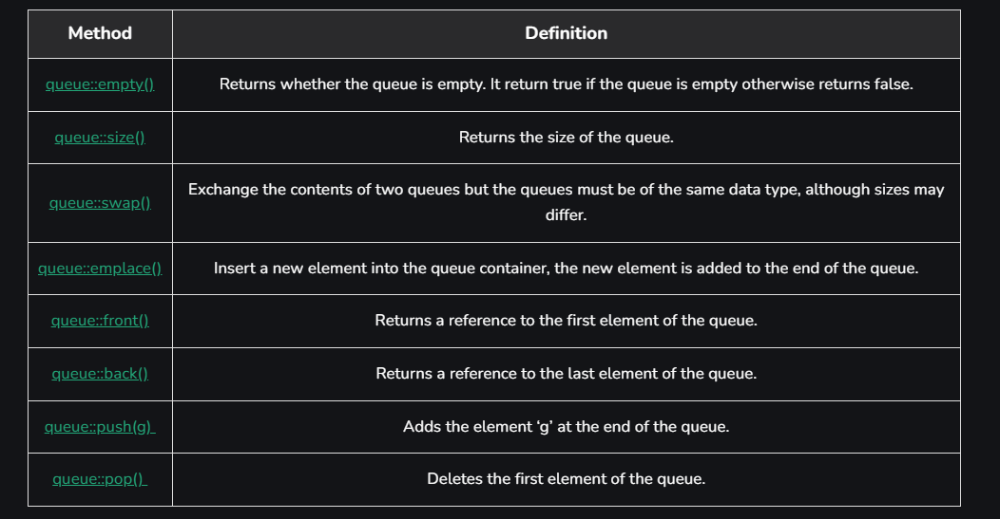 Method
Definition
queue::empty()
Returns whether the queue is empty. It return true if the queue is empty otherwise returns false.
queue::size()
Returns the size of the queue.
queue::swap()
Exchange the contents of two queues but the queues must be of the same data type, although sizes may
differ.
queue::emplace()
Insert a new element into the queue container, the new element is added to the end of the queue.
queue::front()
Returns a reference to the first element of the queue.
queue::back()
Returns a reference to the last element of the queue.
queue::push(g)
Adds the element ‘g’ at the end of the queue.
queue::pop()
Deletes the first element of the queue.